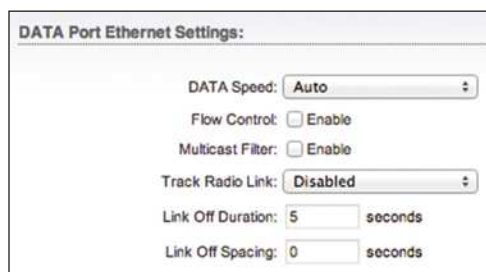 DATA Port Ethernet Settings:
DATA Speed: Auto
Flow Control: Enable
Multicast Filter: Enable
Track Radio Link: Disabled
Link Off Duration: 5 seconds
Link Off Spacing: 0 seconds